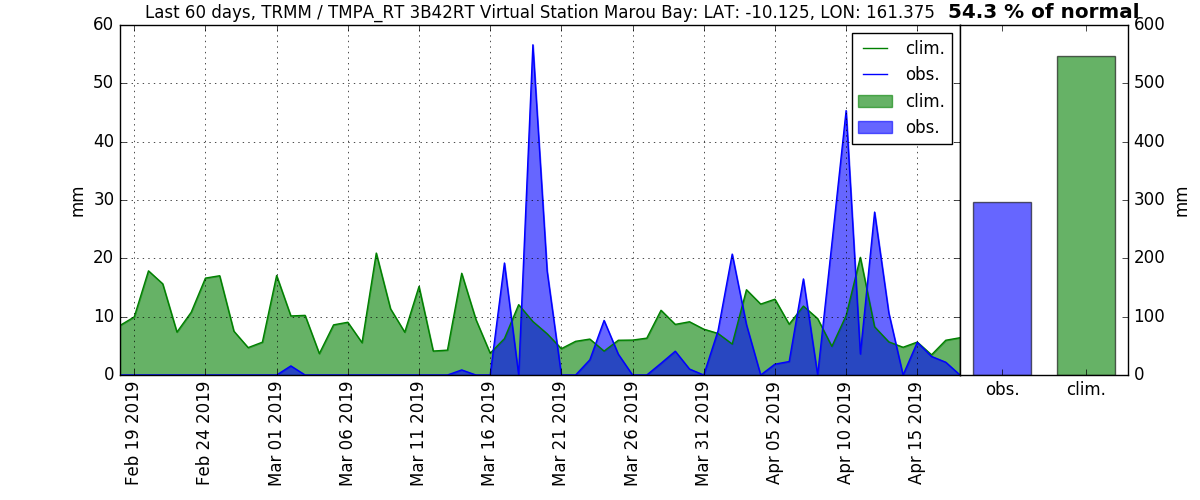 Last 60 days, TRMM / TMPA_RT 3B42RT Virtual Station Marou Bay: LAT: -10.125, LON: 161.375
54.3 % of normal
60
50
40
30
20
10
0
mm
Feb 19 2019
Feb 24 2019
Mar 01 2019
Mar 06 2019
Mar 11 2019
Mar 16 2019
Mar 21 2019
Mar 26 2019
Mar 31 2019
Apr 05 2019
Apr 10 2019
Apr 15 2019
clim.
obs.
clim.
obs.
600
500
400
300
200
100
0
mm
obs.
clim.